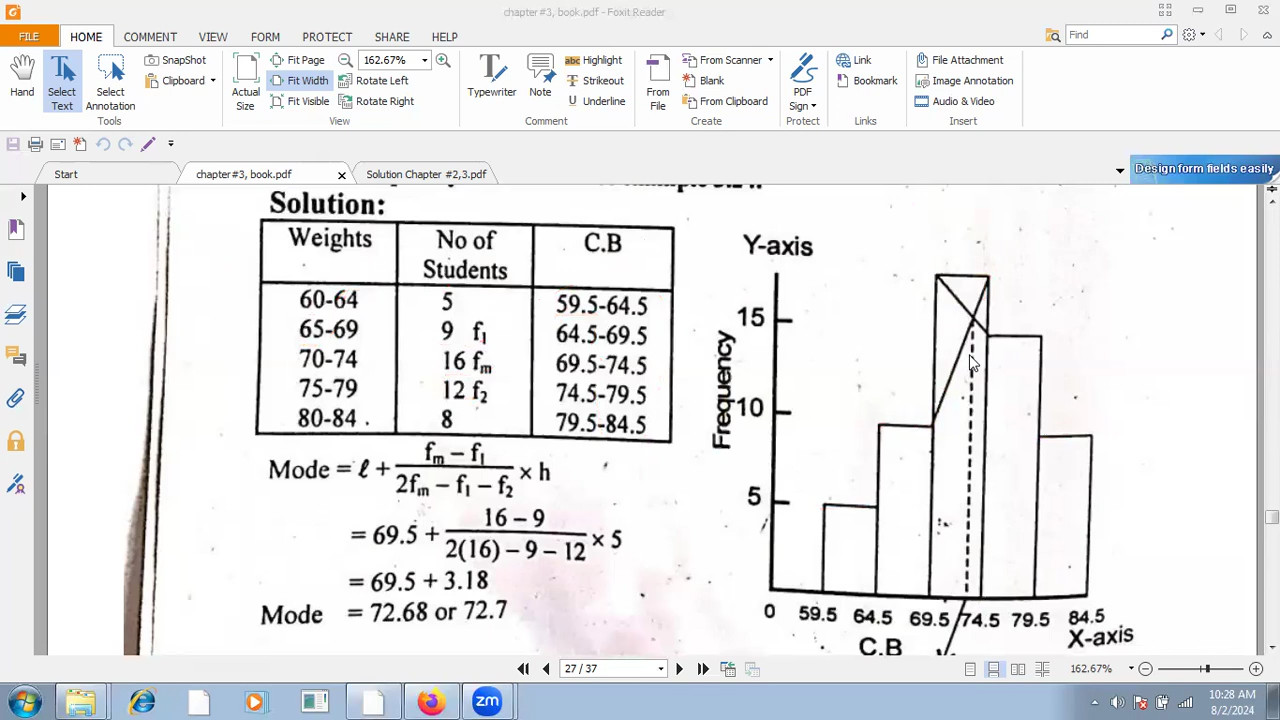 chapter #3, book.pdf - Foxit Reader
FILE HOME COMMENT VIEW FORM PROTECT SHARE HELP
Find
Hand
Select Text
Select Annotation
SnapShot
Clipboard
Tools
Actual Size
Fit Page
Fit Width
Fit Visible
162.67%
Rotate Left
Rotate Right
View
Typewriter
Note
Highlight
Strikeout
Underline
Comment
From File
From Scanner
Blank
From Clipboard
Create
PDF Sign
Protect
Link
Bookmark
Links
File Attachment
Image Annotation
Audio & Video
Insert
Start
chapter #3, book.pdf
Solution Chapter #2,3.pdf
Design form fields easily
Solution:
Weights No of Students C.B
60-64 5 59.5-64.5
65-69 9 f₁ 64.5-69.5
70-74 16 fₘ 69.5-74.5
75-79 12 f₂ 74.5-79.5
80-84 8 79.5-84.5
Mode = ℓ + (fₘ − f₁)/(2fₘ − f₁ − f₂) × h
= 69.5 + (16 − 9)/(2(16) − 9 − 12) × 5
= 69.5 + 3.18
Mode = 72.68 or 72.7
Y-axis
Frequency
15
10
5
0 59.5 64.5 69.5 74.5 79.5 84.5
C.B
X-axis
27 / 37
162.67%
zm
10:28 AM
8/2/2024